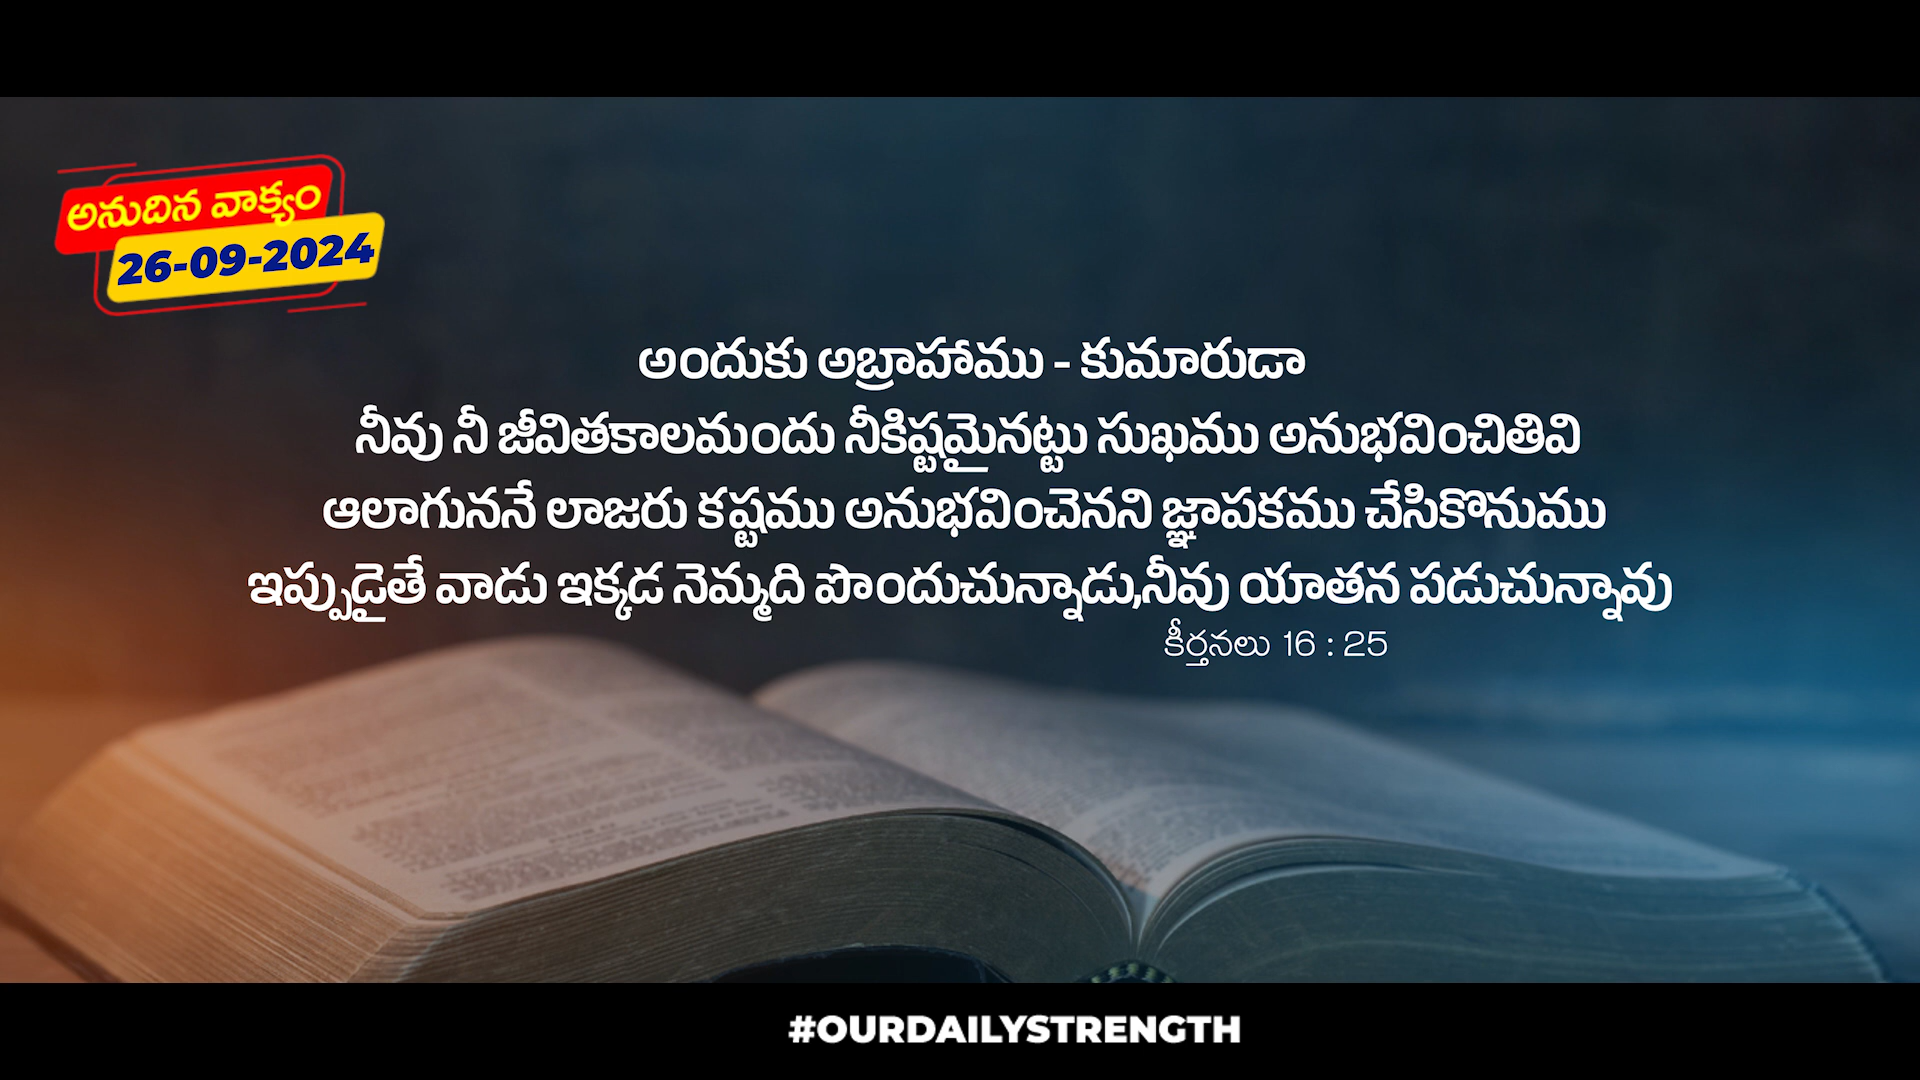 అనుదిన వాక్యం
26-09-2024
అందుకు అబ్రాహాము - కుమారుడా
నీవు నీ జీవితకాలమందు నీకిష్టమైనట్టు సుఖము అనుభవించితివి
ఆలాగుననే లాజరు కష్టము అనుభవించెనని జ్ఞాపకము చేసికొనుము
ఇప్పుడైతే వాడు ఇక్కడ నెమ్మది పొందుచున్నాడు,నీవు యాతన పడుచున్నావు
కీర్తనలు 16 : 25
#OURDAILYSTRENGTH